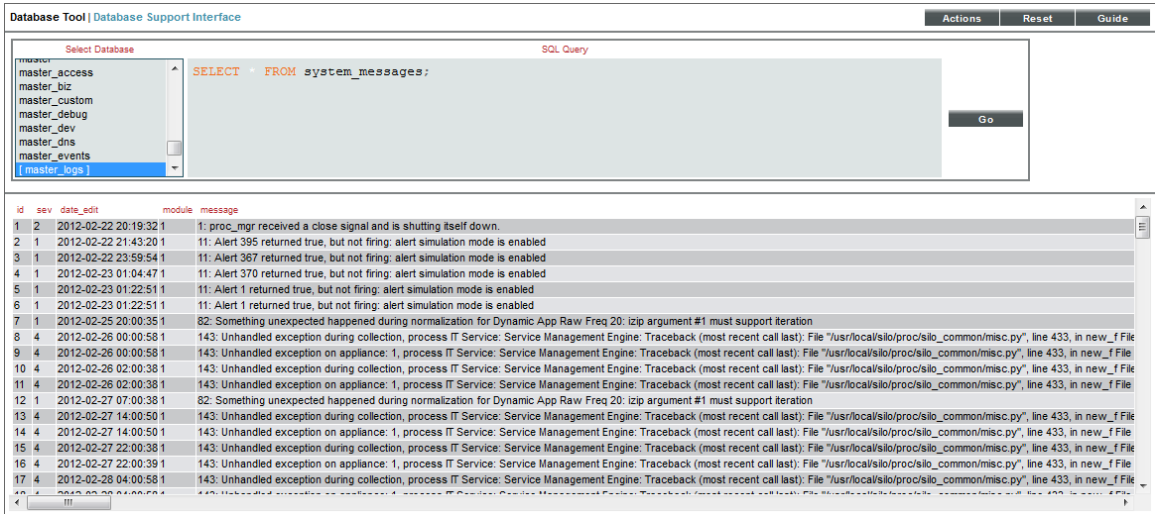 Database Tool | Database Support Interface
Actions Reset Guide
Select Database
SQL Query
master
master_access
master_biz
master_custom
master_debug
master_dev
master_dns
master_events
[ master_logs ]
SELECT * FROM system_messages;
Go
id sev date_edit module message
1 2 2012-02-22 20:19:32 1 1: proc_mgr received a close signal and is shutting itself down.
2 1 2012-02-22 21:43:20 1 11: Alert 395 returned true, but not firing: alert simulation mode is enabled
3 1 2012-02-22 23:59:54 1 11: Alert 367 returned true, but not firing: alert simulation mode is enabled
4 1 2012-02-23 01:04:47 1 11: Alert 370 returned true, but not firing: alert simulation mode is enabled
5 1 2012-02-23 01:22:51 1 11: Alert 1 returned true, but not firing: alert simulation mode is enabled
6 1 2012-02-23 01:22:51 1 11: Alert 1 returned true, but not firing: alert simulation mode is enabled
7 1 2012-02-25 20:00:35 1 82: Something unexpected happened during normalization for Dynamic App Raw Freq 20: izip argument #1 must support iteration
8 4 2012-02-26 00:00:58 1 143: Unhandled exception during collection, process IT Service: Service Management Engine: Traceback (most recent call last): File "/usr/local/silo/proc/silo_common/misc.py", line 433, in new_f File
9 4 2012-02-26 00:00:58 1 143: Unhandled exception on appliance: 1, process IT Service: Service Management Engine: Traceback (most recent call last): File "/usr/local/silo/proc/silo_common/misc.py", line 433, in new_f File
10 4 2012-02-26 02:00:38 1 143: Unhandled exception during collection, process IT Service: Service Management Engine: Traceback (most recent call last): File "/usr/local/silo/proc/silo_common/misc.py", line 433, in new_f File
11 4 2012-02-26 02:00:38 1 143: Unhandled exception on appliance: 1, process IT Service: Service Management Engine: Traceback (most recent call last): File "/usr/local/silo/proc/silo_common/misc.py", line 433, in new_f File
12 1 2012-02-27 07:00:38 1 82: Something unexpected happened during normalization for Dynamic App Raw Freq 20: izip argument #1 must support iteration
13 4 2012-02-27 14:00:50 1 143: Unhandled exception during collection, process IT Service: Service Management Engine: Traceback (most recent call last): File "/usr/local/silo/proc/silo_common/misc.py", line 433, in new_f File
14 4 2012-02-27 14:00:50 1 143: Unhandled exception on appliance: 1, process IT Service: Service Management Engine: Traceback (most recent call last): File "/usr/local/silo/proc/silo_common/misc.py", line 433, in new_f File
15 4 2012-02-27 22:00:38 1 143: Unhandled exception during collection, process IT Service: Service Management Engine: Traceback (most recent call last): File "/usr/local/silo/proc/silo_common/misc.py", line 433, in new_f File
16 4 2012-02-27 22:00:39 1 143: Unhandled exception on appliance: 1, process IT Service: Service Management Engine: Traceback (most recent call last): File "/usr/local/silo/proc/silo_common/misc.py", line 433, in new_f File
17 4 2012-02-28 04:00:58 1 143: Unhandled exception during collection, process IT Service: Service Management Engine: Traceback (most recent call last): File "/usr/local/silo/proc/silo_common/misc.py", line 433, in new_f File